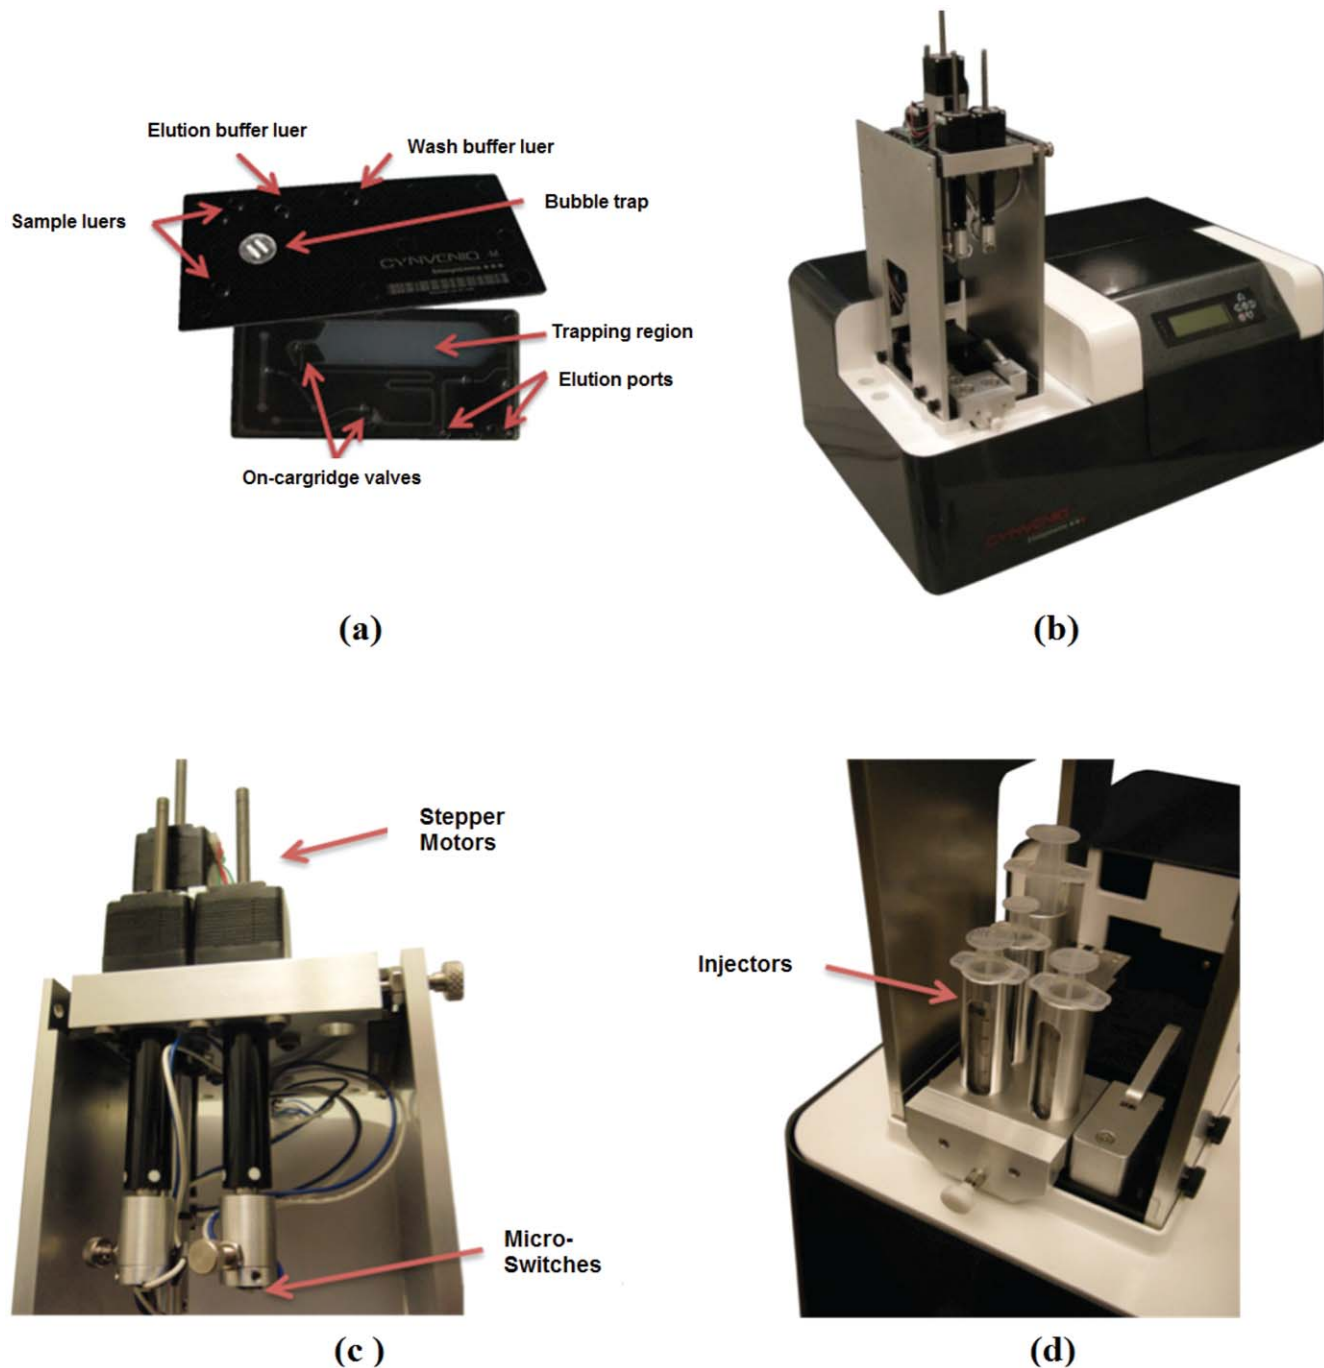 Elution buffer luer
Wash buffer luer
Sample luers
Bubble trap
CYNVENIO
Trapping region
Elution ports
On-cargridge valves
(a)
CYNVENIO
(b)
Stepper
Motors
Micro-
Switches
(c )
Injectors
(d)